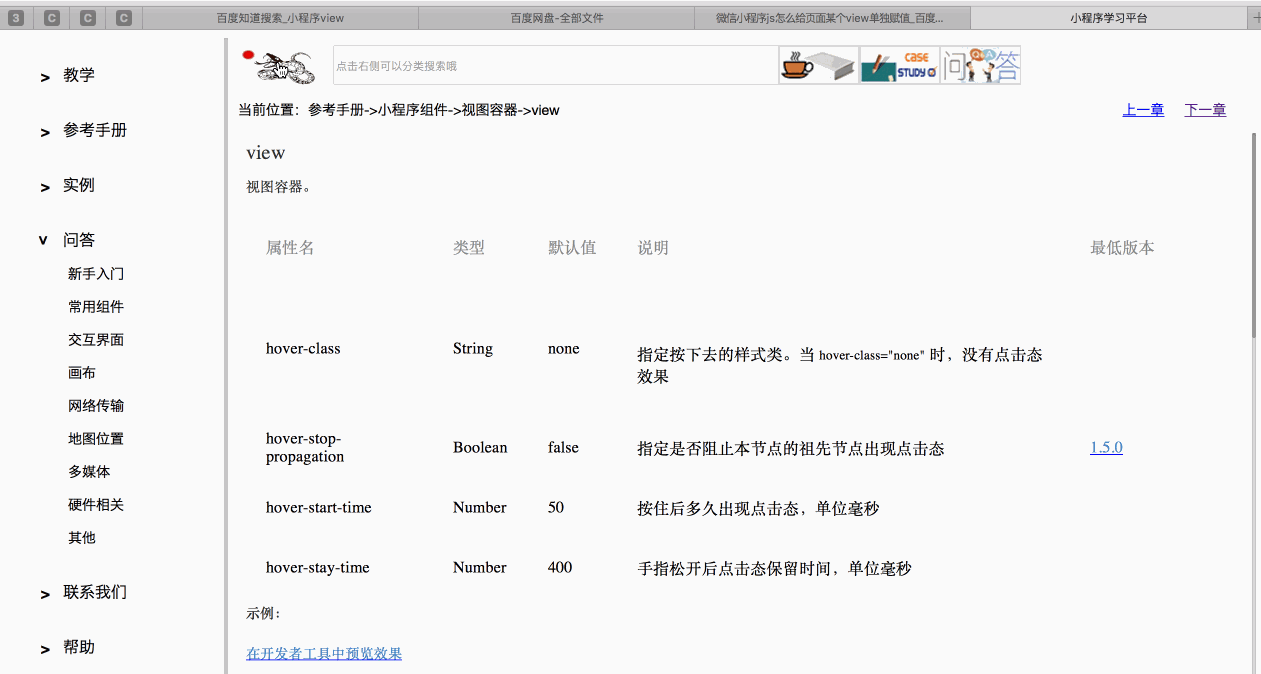 3 C C C 百度知道搜索_小程序view 百度网盘-全部文件 微信小程序js怎么给页面某个view单独赋值_百度... 小程序学习平台 +
点击右侧可以分类搜索哦
CASE
STUDY
问 Q A 答
当前位置：参考手册->小程序组件->视图容器->view 上一章 下一章
> 教学
> 参考手册
> 实例
v 问答
新手入门
常用组件
交互界面
画布
网络传输
地图位置
多媒体
硬件相关
其他
> 联系我们
> 帮助
view
视图容器。
属性名 类型 默认值 说明 最低版本
hover-class String none 指定按下去的样式类。当 hover-class="none" 时，没有点击态
效果
hover-stop-
propagation Boolean false 指定是否阻止本节点的祖先节点出现点击态 1.5.0
hover-start-time Number 50 按住后多久出现点击态，单位毫秒
hover-stay-time Number 400 手指松开后点击态保留时间，单位毫秒
示例：
在开发者工具中预览效果